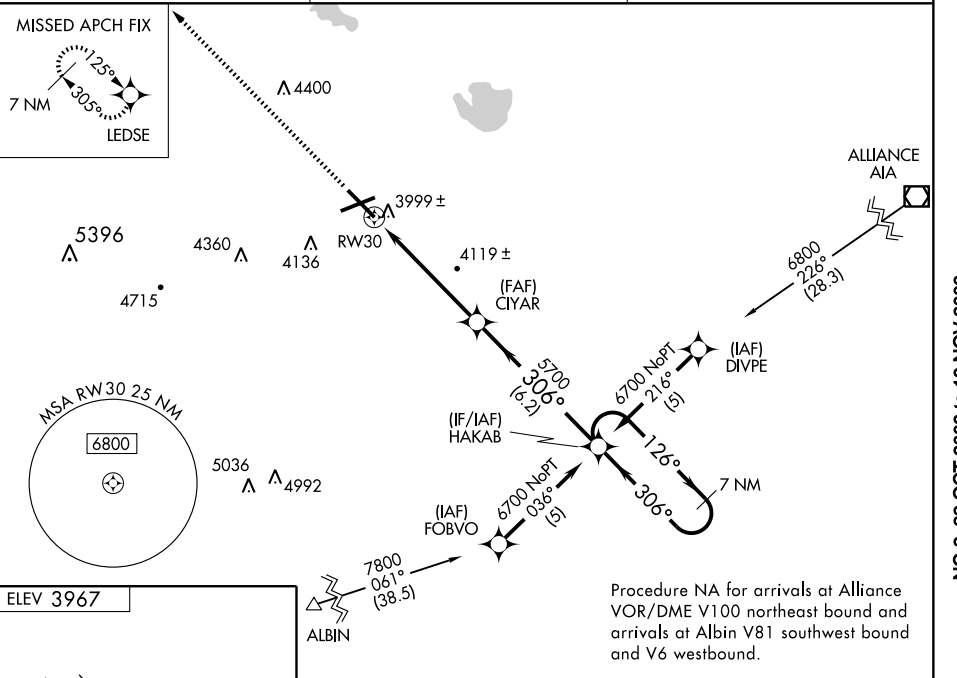 MISSED APCH FIX
125°
305°
7 NM
LEDSE
4400
ALLIANCE
AIA
3999 ±
RW30
5396
4360
4136
4119 ±
4715
6800
226°
(28.3)
(FAF)
CIYAR
(IAF)
DIVPE
5700
306°
(6.2)
6700 NoPT
216°
(5)
MSA RW30 25 NM
6800
(IF/IAF)
HAKAB
126°
306°
7 NM
5036
4992
6700 NoPT
036°
(5)
(IAF)
FOBVO
7800
061°
(38.5)
ALBIN
ELEV 3967
Procedure NA for arrivals at Alliance
VOR/DME V100 northeast bound and
arrivals at Albin V81 southwest bound
and V6 westbound.